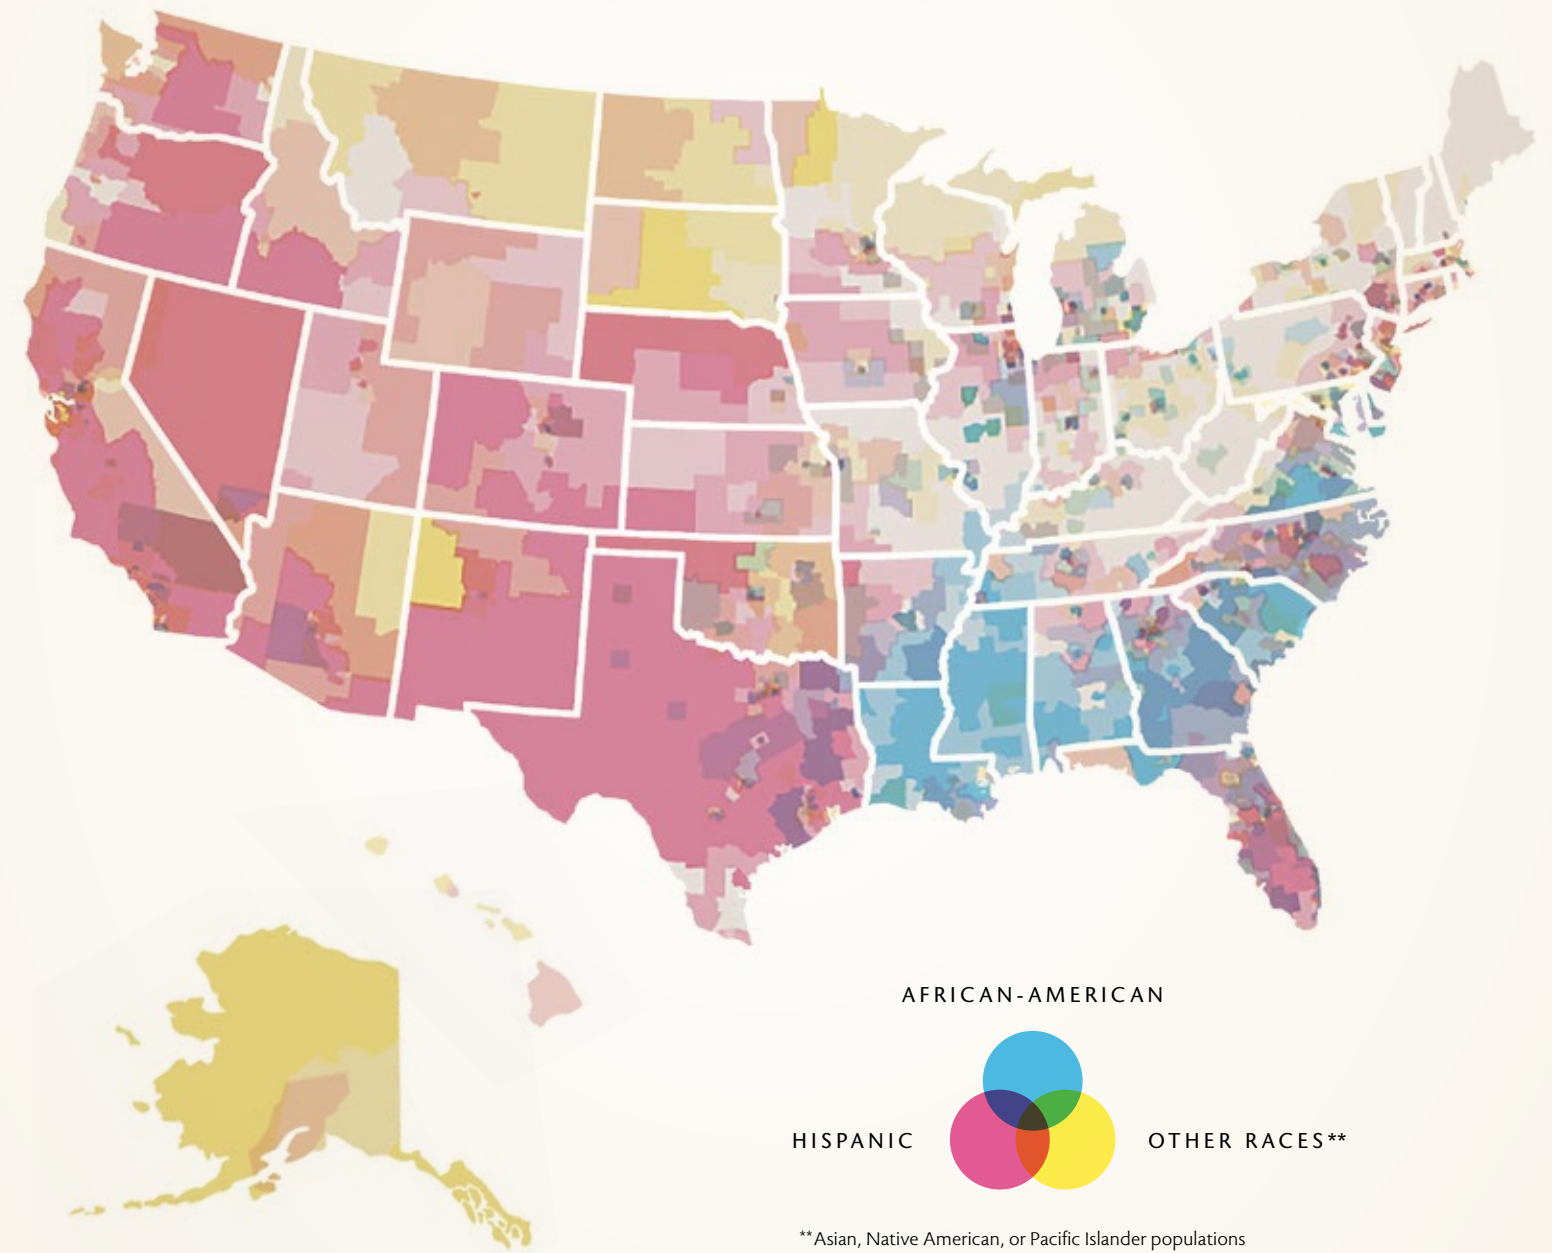 AFRICAN-AMERICAN
HISPANIC
OTHER RACES**
**Asian, Native American, or Pacific Islander populations